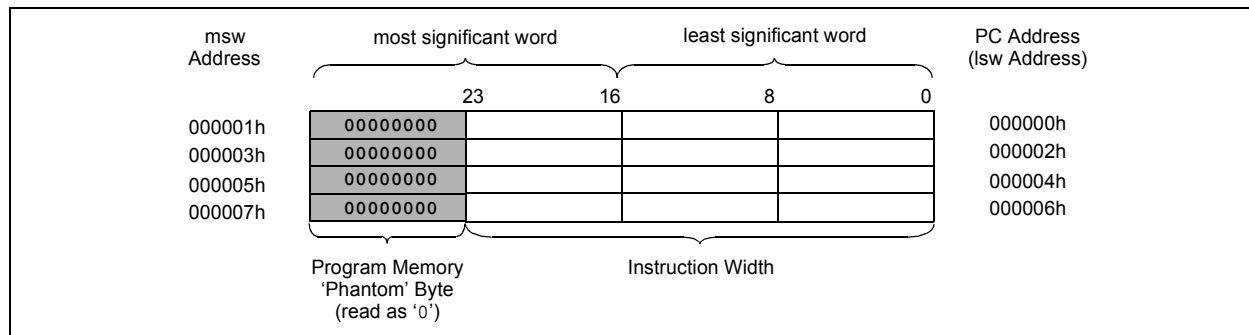 msw
Address
most significant word
least significant word
PC Address
(lsw Address)
23
16
8
0
000001h
00000000
000000h
000003h
00000000
000002h
000005h
00000000
000004h
000007h
00000000
000006h
Program Memory
‘Phantom’ Byte
(read as ‘0’)
Instruction Width